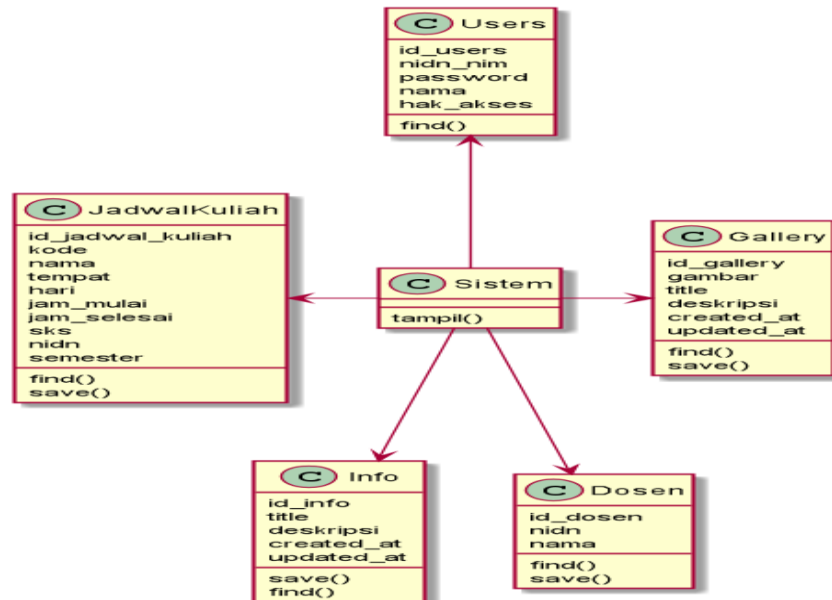 C Users
id_users
nidn_nim
password
nama
hak_akses
find()
C JadwalKuliah
id_jadwal_kuliah
kode
nama
tempat
hari
jam_mulai
jam_selesai
sks
nidn
semester
find()
save()
C Sistem
tampil()
C Gallery
id_gallery
gambar
title
deskripsi
created_at
updated_at
find()
save()
C Info
id_info
title
deskripsi
created_at
updated_at
save()
find()
C Dosen
id_dosen
nidn
nama
find()
save()